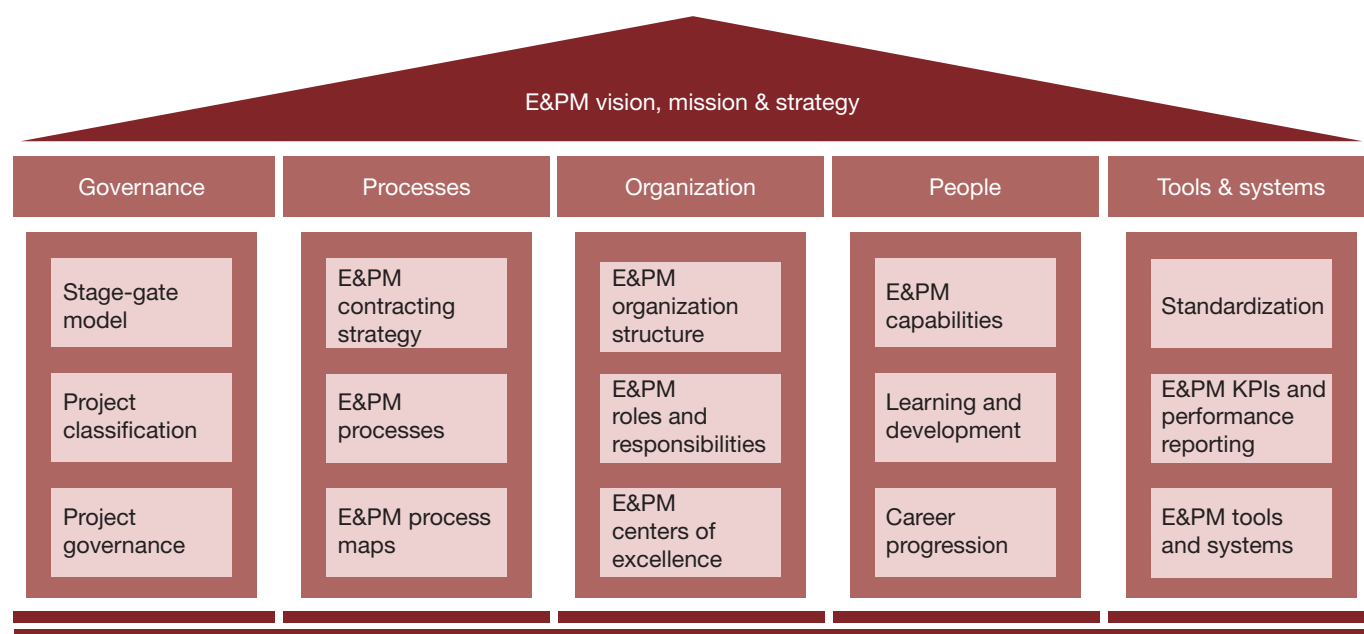 E&PM vision, mission & strategy
Governance
Processes
Organization
People
Tools & systems
Stage-gate
model
Project
classification
Project
governance
E&PM
contracting
strategy
E&PM
processes
E&PM process
maps
E&PM
organization
structure
E&PM
roles and
responsibilities
E&PM
centers of
excellence
E&PM
capabilities
Learning and
development
Career
progression
Standardization
E&PM KPIs and
performance
reporting
E&PM tools
and systems